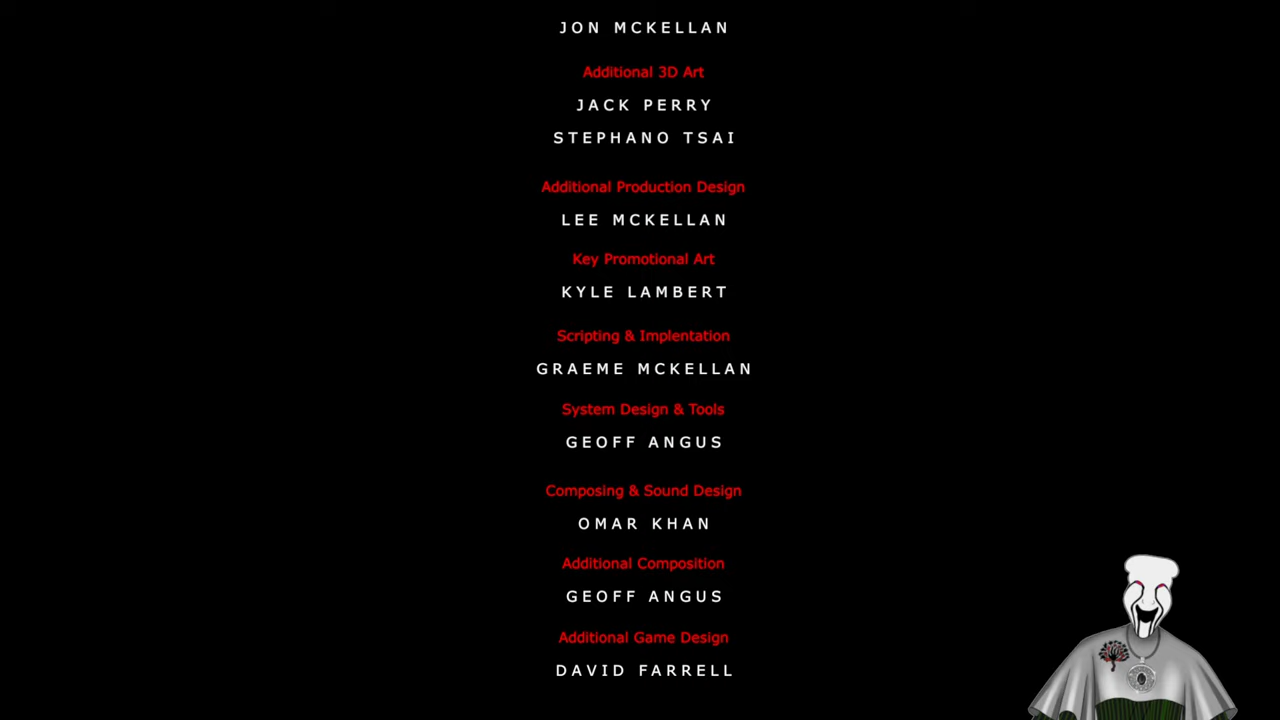 JON MCKELLAN
Additional 3D Art
JACK PERRY
STEPHANO TSAI
Additional Production Design
LEE MCKELLAN
Key Promotional Art
KYLE LAMBERT
Scripting & Implentation
GRAEME MCKELLAN
System Design & Tools
GEOFF ANGUS
Composing & Sound Design
OMAR KHAN
Additional Composition
GEOFF ANGUS
Additional Game Design
DAVID FARRELL